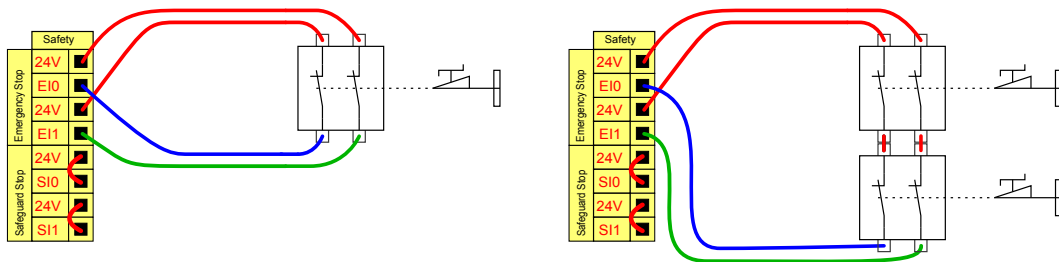 Safety
Emergency Stop
24V
EI0
24V
EI1
Safeguard Stop
24V
SI0
24V
SI1
Safety
Emergency Stop
24V
EI0
24V
EI1
Safeguard Stop
24V
SI0
24V
SI1